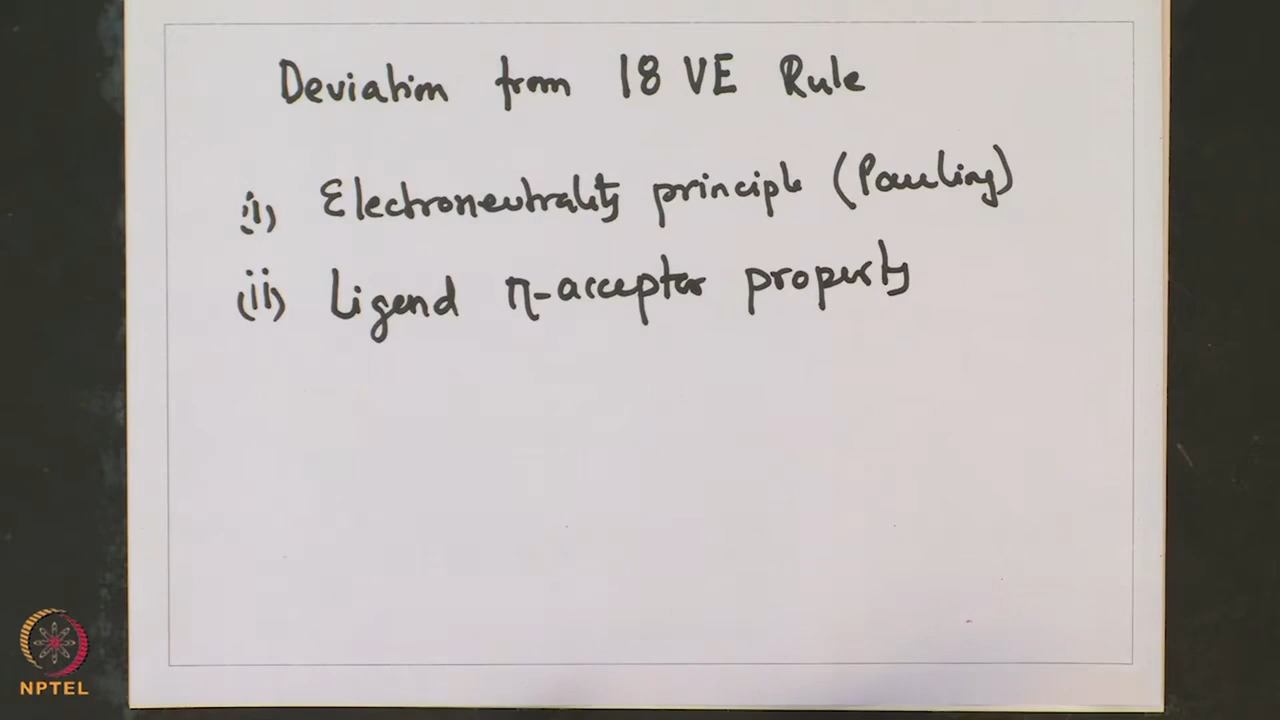 Deviation from 18 VE Rule
(i) Electroneutrality principle (Pauling)
(ii) Ligand π-acceptor property
NPTEL